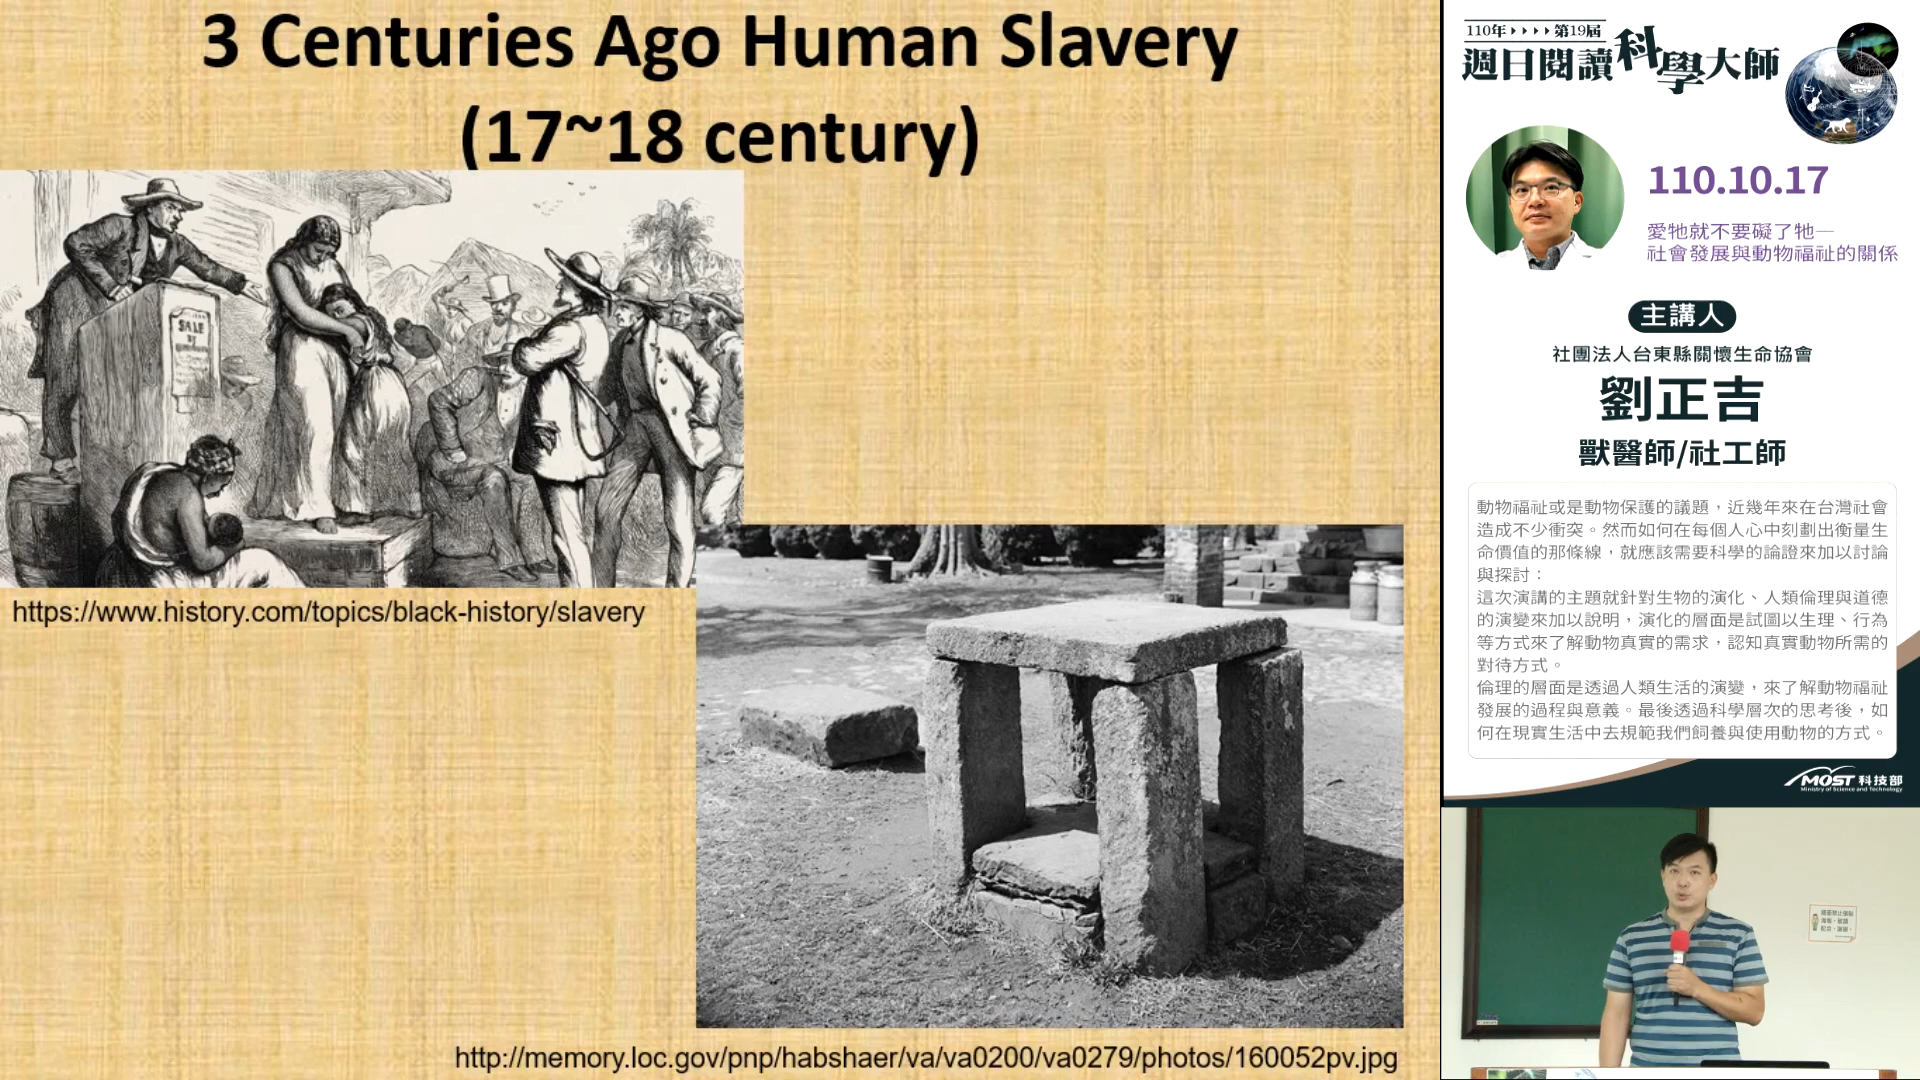 3 Centuries Ago Human Slavery
(17~18 century)
SALE
by
https://www.history.com/topics/black-history/slavery
http://memory.loc.gov/pnp/habshaer/va/va0200/va0279/photos/160052pv.jpg
110年 第19屆
週日閱讀科學大師
110.10.17
愛牠就不要礙了牠—
社會發展與動物福祉的關係
主講人
社團法人台東縣關懷生命協會
劉正吉
獸醫師/社工師
動物福祉或是動物保護的議題，近幾年來在台灣社會
造成不少衝突。然而如何在每個人心中刻劃出衡量生
命價值的那條線，就應該需要科學的論證來加以討論
與探討：
這次演講的主題就針對生物的演化、人類倫理與道德
的演變來加以說明，演化的層面是試圖以生理、行為
等方式來了解動物真實的需求，認知真實動物所需的
對待方式。
倫理的層面是透過人類生活的演變，來了解動物福祉
發展的過程與意義。最後透過科學層次的思考後，如
何在現實生活中去規範我們飼養與使用動物的方式。
MOST 科技部
Ministry of Science and Technology